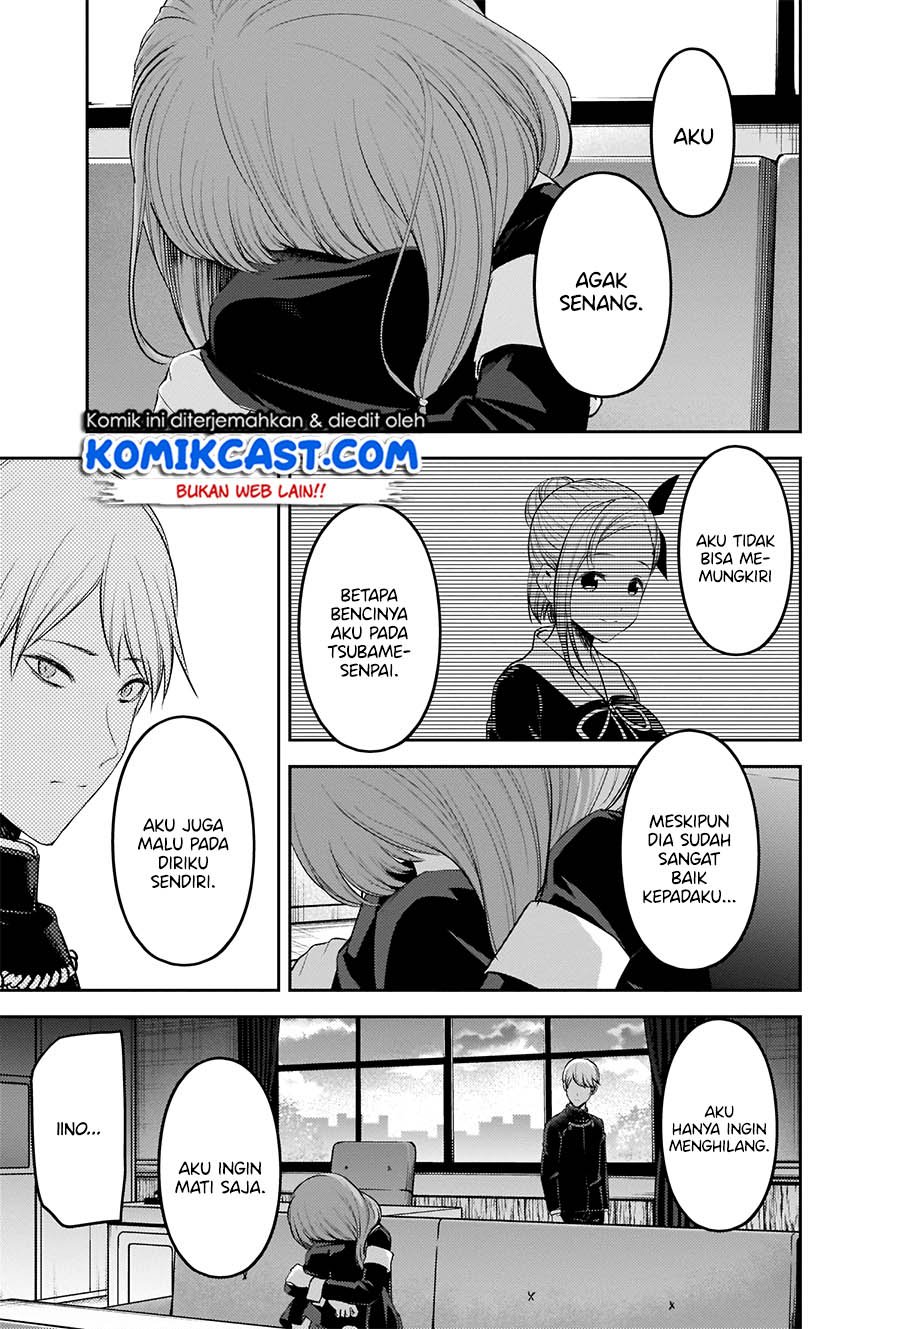 AKU
AGAK
SENANG.
Komik ini diterjemahkan & diedit oleh
KOMIKCAST.COM
BUKAN WEB LAIN!!
AKU TIDAK
BISA ME-
MUNGKIRI
BETAPA
BENCINYA
AKU PADA
TSUBAME-
SENPAI.
MESKIPUN
DIA SUDAH
SANGAT
BAIK
KEPADAKU...
AKU JUGA
MALU PADA
DIRIKU
SENDIRI.
AKU
HANYA INGIN
MENGHILANG.
AKU INGIN
MATI SAJA.
IINO...